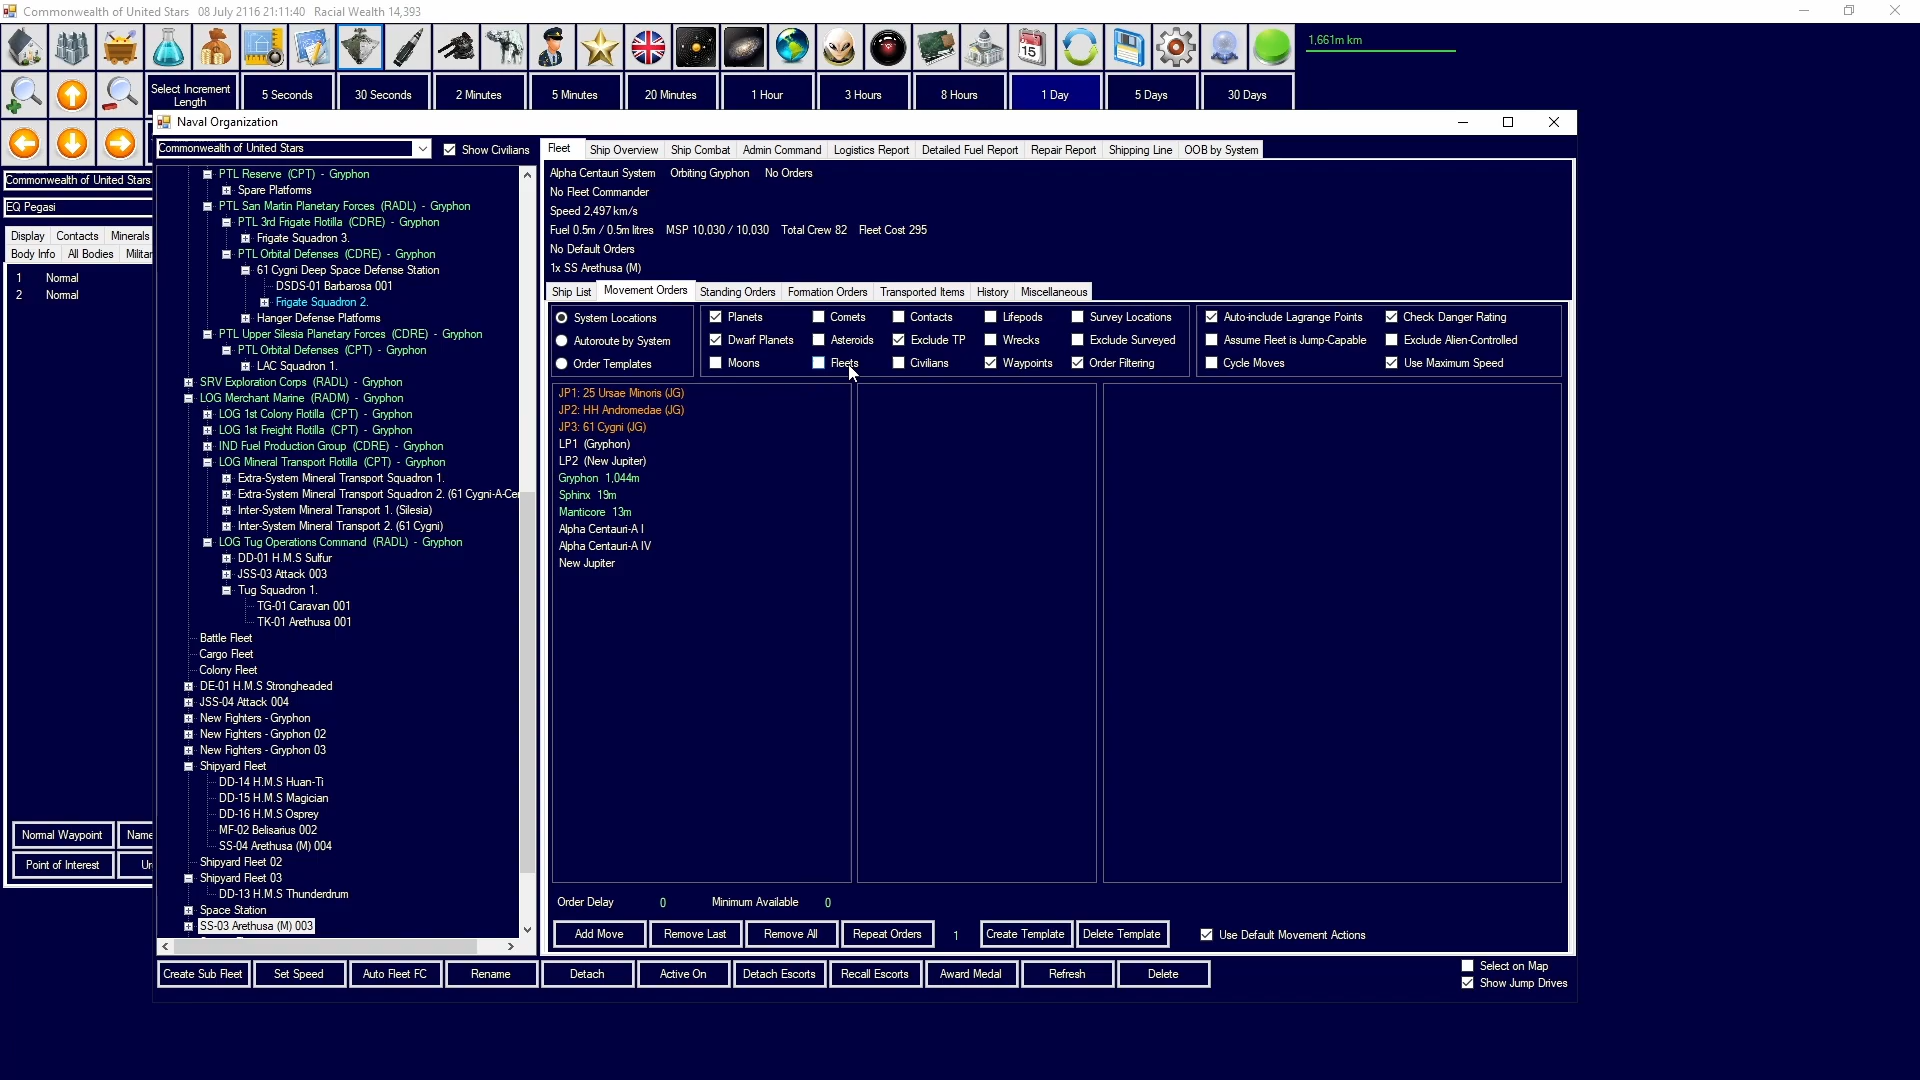 Commonwealth of United Stars 08 July 2116 21:11:40 Racial Wealth 14,393
1,661m km
Select Increment Length
5 Seconds
30 Seconds
2 Minutes
5 Minutes
20 Minutes
1 Hour
3 Hours
8 Hours
1 Day
5 Days
30 Days
Naval Organization
Commonwealth of United Stars
Show Civilians
Fleet
Ship Overview
Ship Combat
Admin Command
Logistics Report
Detailed Fuel Report
Repair Report
Shipping Line
OOB by System
Commonwealth of United Stars
EQ Pegasi
Display
Contacts
Minerals
Body Info
All Bodies
1 Normal
2 Normal
Normal Waypoint
Name
Point of Interest
PTL Reserve (CPT) - Gryphon
Spare Platforms
PTL San Martin Planetary Forces (RADL) - Gryphon
PTL 3rd Frigate Flotilla (CDRE) - Gryphon
Frigate Squadron 3.
PTL Orbital Defenses (CDRE) - Gryphon
61 Cygni Deep Space Defense Station
DSDS-01 Barbarosa 001
Frigate Squadron 2.
Hanger Defense Platforms
PTL Upper Silesia Planetary Forces (CDRE) - Gryphon
PTL Orbital Defenses (CPT) - Gryphon
LAC Squadron 1.
SRV Exploration Corps (RADL) - Gryphon
LOG Merchant Marine (RADM) - Gryphon
LOG 1st Colony Flotilla (CPT) - Gryphon
LOG 1st Freight Flotilla (CPT) - Gryphon
IND Fuel Production Group (CDRE) - Gryphon
LOG Mineral Transport Flotilla (CPT) - Gryphon
Extra-System Mineral Transport Squadron 1.
Extra-System Mineral Transport Squadron 2. (61 Cygni-A-Cen
Inter-System Mineral Transport 1. (Silesia)
Inter-System Mineral Transport 2. (61 Cygni)
LOG Tug Operations Command (RADL) - Gryphon
DD-01 H.M.S Sulfur
JSS-03 Attack 003
Tug Squadron 1.
TG-01 Caravan 001
TK-01 Arethusa 001
Battle Fleet
Cargo Fleet
Colony Fleet
DE-01 H.M.S Strongheaded
JSS-04 Attack 004
New Fighters - Gryphon
New Fighters - Gryphon 02
New Fighters - Gryphon 03
Shipyard Fleet
DD-14 H.M.S Huan-Ti
DD-15 H.M.S Magician
DD-16 H.M.S Osprey
MF-02 Belisarius 002
SS-04 Arethusa (M) 004
Shipyard Fleet 02
Shipyard Fleet 03
DD-13 H.M.S Thunderdrum
Space Station
SS-03 Arethusa (M) 003
Alpha Centauri System Orbiting Gryphon No Orders
No Fleet Commander
Speed 2,497 km/s
Fuel 0.5m / 0.5m litres MSP 10,030 / 10,030 Total Crew 82 Fleet Cost 295
No Default Orders
1x SS Arethusa (M)
Ship List
Movement Orders
Standing Orders
Formation Orders
Transported Items
History
Miscellaneous
System Locations
Autoroute by System
Order Templates
Planets
Comets
Contacts
Lifepods
Survey Locations
Dwarf Planets
Asteroids
Exclude TP
Wrecks
Exclude Surveyed
Moons
Fleets
Civilians
Waypoints
Order Filtering
Auto-include Lagrange Points
Check Danger Rating
Assume Fleet is Jump-Capable
Exclude Alien-Controlled
Cycle Moves
Use Maximum Speed
JP1: 25 Ursae Minoris (JG)
JP2: HH Andromedae (JG)
JP3: 61 Cygni (JG)
LP1 (Gryphon)
LP2 (New Jupiter)
Gryphon 1,044m
Sphinx 19m
Manticore 13m
Alpha Centauri-A I
Alpha Centauri-A IV
New Jupiter
Order Delay 0 Minimum Available 0
Add Move
Remove Last
Remove All
Repeat Orders
1
Create Template
Delete Template
Use Default Movement Actions
Create Sub Fleet
Set Speed
Auto Fleet FC
Rename
Detach
Active On
Detach Escorts
Recall Escorts
Award Medal
Refresh
Delete
Select on Map
Show Jump Drives